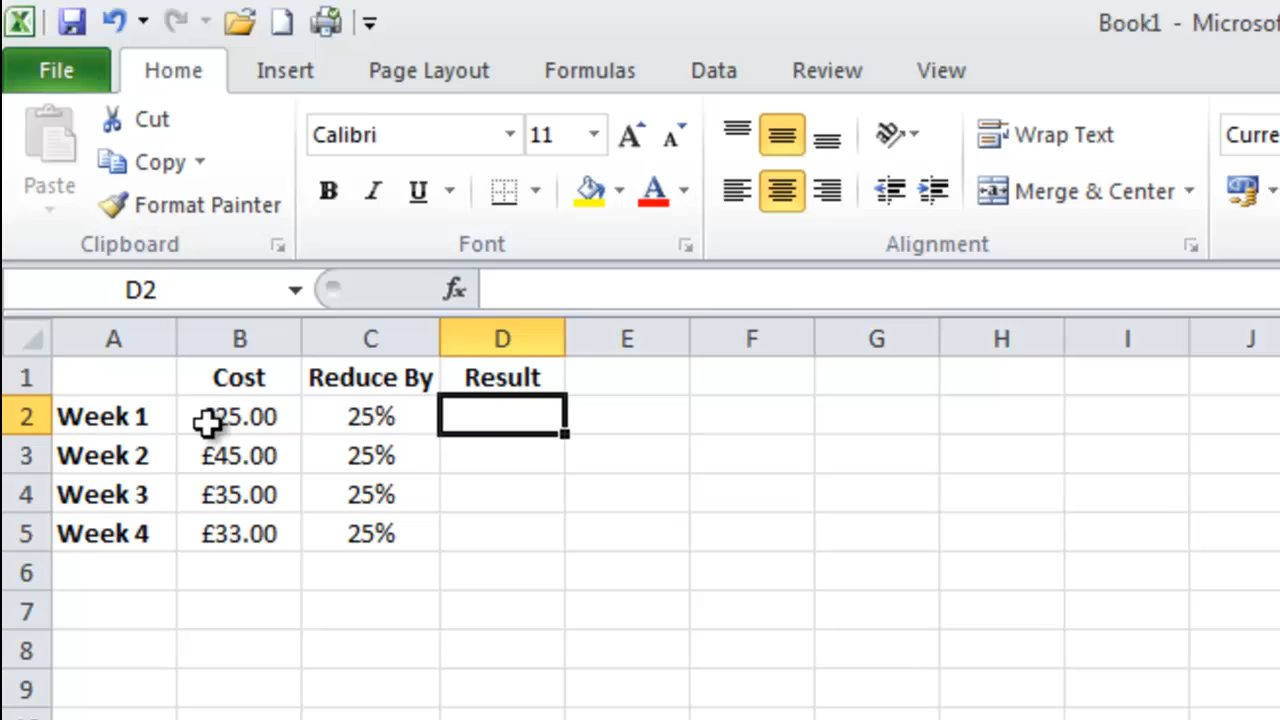 Book1 - Microsof
File Home Insert Page Layout Formulas Data Review View
Cut
Calibri 11 Wrap Text Curre
Copy
Paste
B I U Merge & Center
Format Painter
Clipboard Font Alignment
D2 fx
A B C D E F G H I J
1 Cost Reduce By Result
2 Week 1 25.00 25%
3 Week 2 £45.00 25%
4 Week 3 £35.00 25%
5 Week 4 £33.00 25%
6
7
8
9